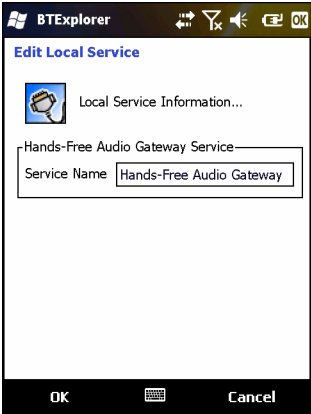 BTExplorer OK
Edit Local Service
Local Service Information...
Hands-Free Audio Gateway Service
Service Name Hands-Free Audio Gateway
OK Cancel